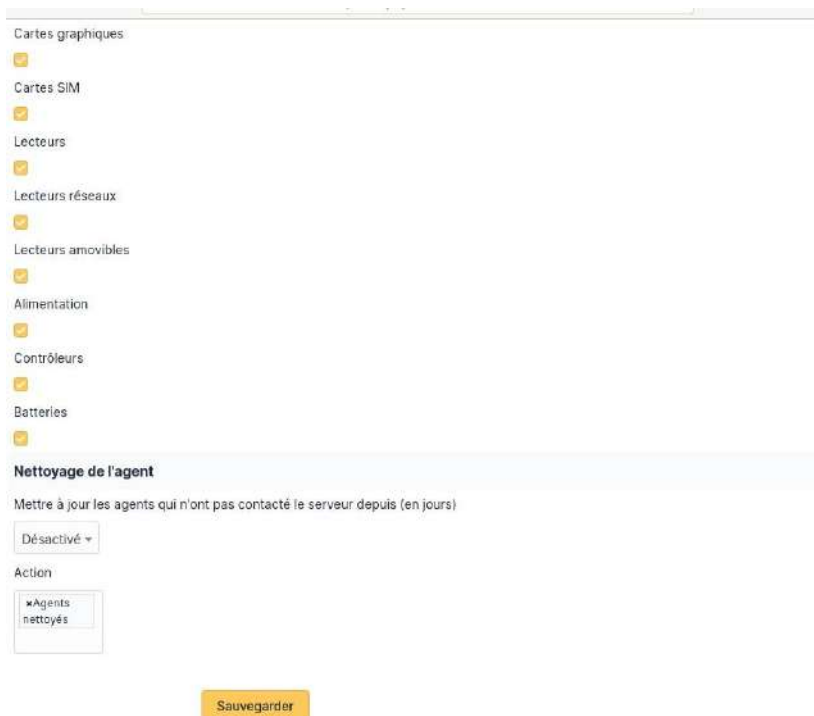 Cartes graphiques
Cartes SIM
Lecteurs
Lecteurs réseaux
Lecteurs amovibles
Alimentation
Contrôleurs
Batteries
Nettoyage de l'agent
Mettre à jour les agents qui n'ont pas contacté le serveur depuis (en jours)
Désactivé
Action
×Agents
nettoyés
Sauvegarder